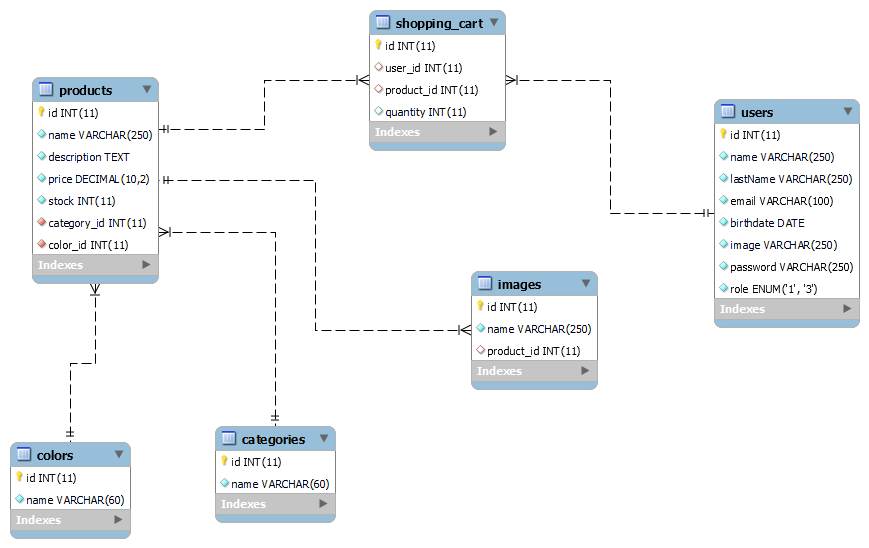 shopping_cart
id INT(11)
user_id INT(11)
product_id INT(11)
quantity INT(11)
Indexes
products
id INT(11)
name VARCHAR(250)
description TEXT
price DECIMAL(10,2)
stock INT(11)
category_id INT(11)
color_id INT(11)
Indexes
users
id INT(11)
name VARCHAR(250)
lastName VARCHAR(250)
email VARCHAR(100)
birthdate DATE
image VARCHAR(250)
password VARCHAR(250)
role ENUM('1', '3')
Indexes
images
id INT(11)
name VARCHAR(250)
product_id INT(11)
Indexes
colors
id INT(11)
name VARCHAR(60)
Indexes
categories
id INT(11)
name VARCHAR(60)
Indexes